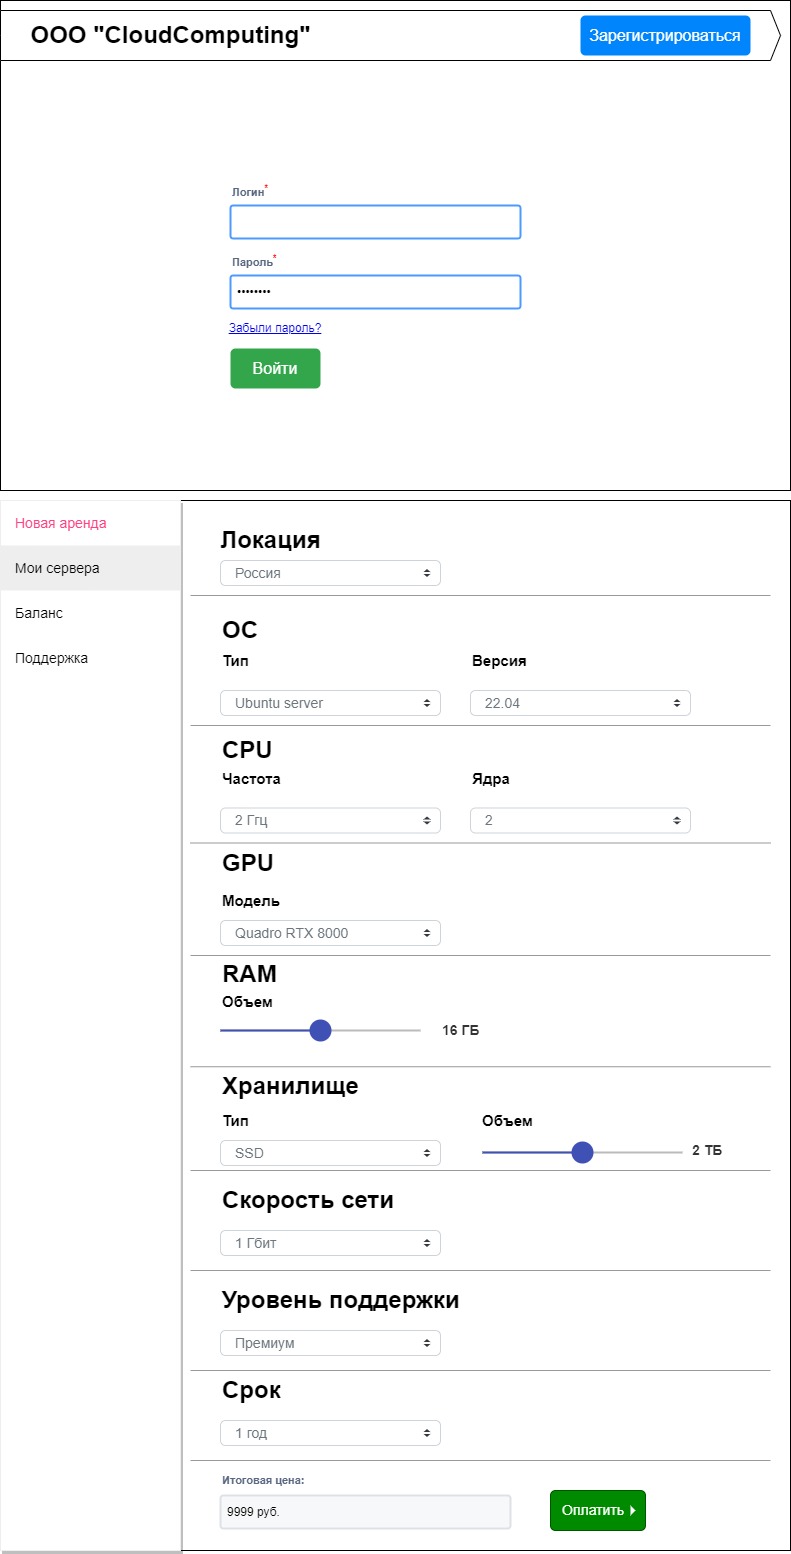 ООО "CloudComputing"
Зарегистрироваться
Логин*
Пароль*
••••••••
Забыли пароль?
Войти
Новая аренда
Мои сервера
Баланс
Поддержка
Локация
Россия
ОС
Тип Версия
Ubuntu server 22.04
CPU
Частота Ядра
2 Ггц 2
GPU
Модель
Quadro RTX 8000
RAM
Объем
16 ГБ
Хранилище
Тип Объем
SSD 2 ТБ
Скорость сети
1 Гбит
Уровень поддержки
Премиум
Срок
1 год
Итоговая цена:
9999 руб.
Оплатить